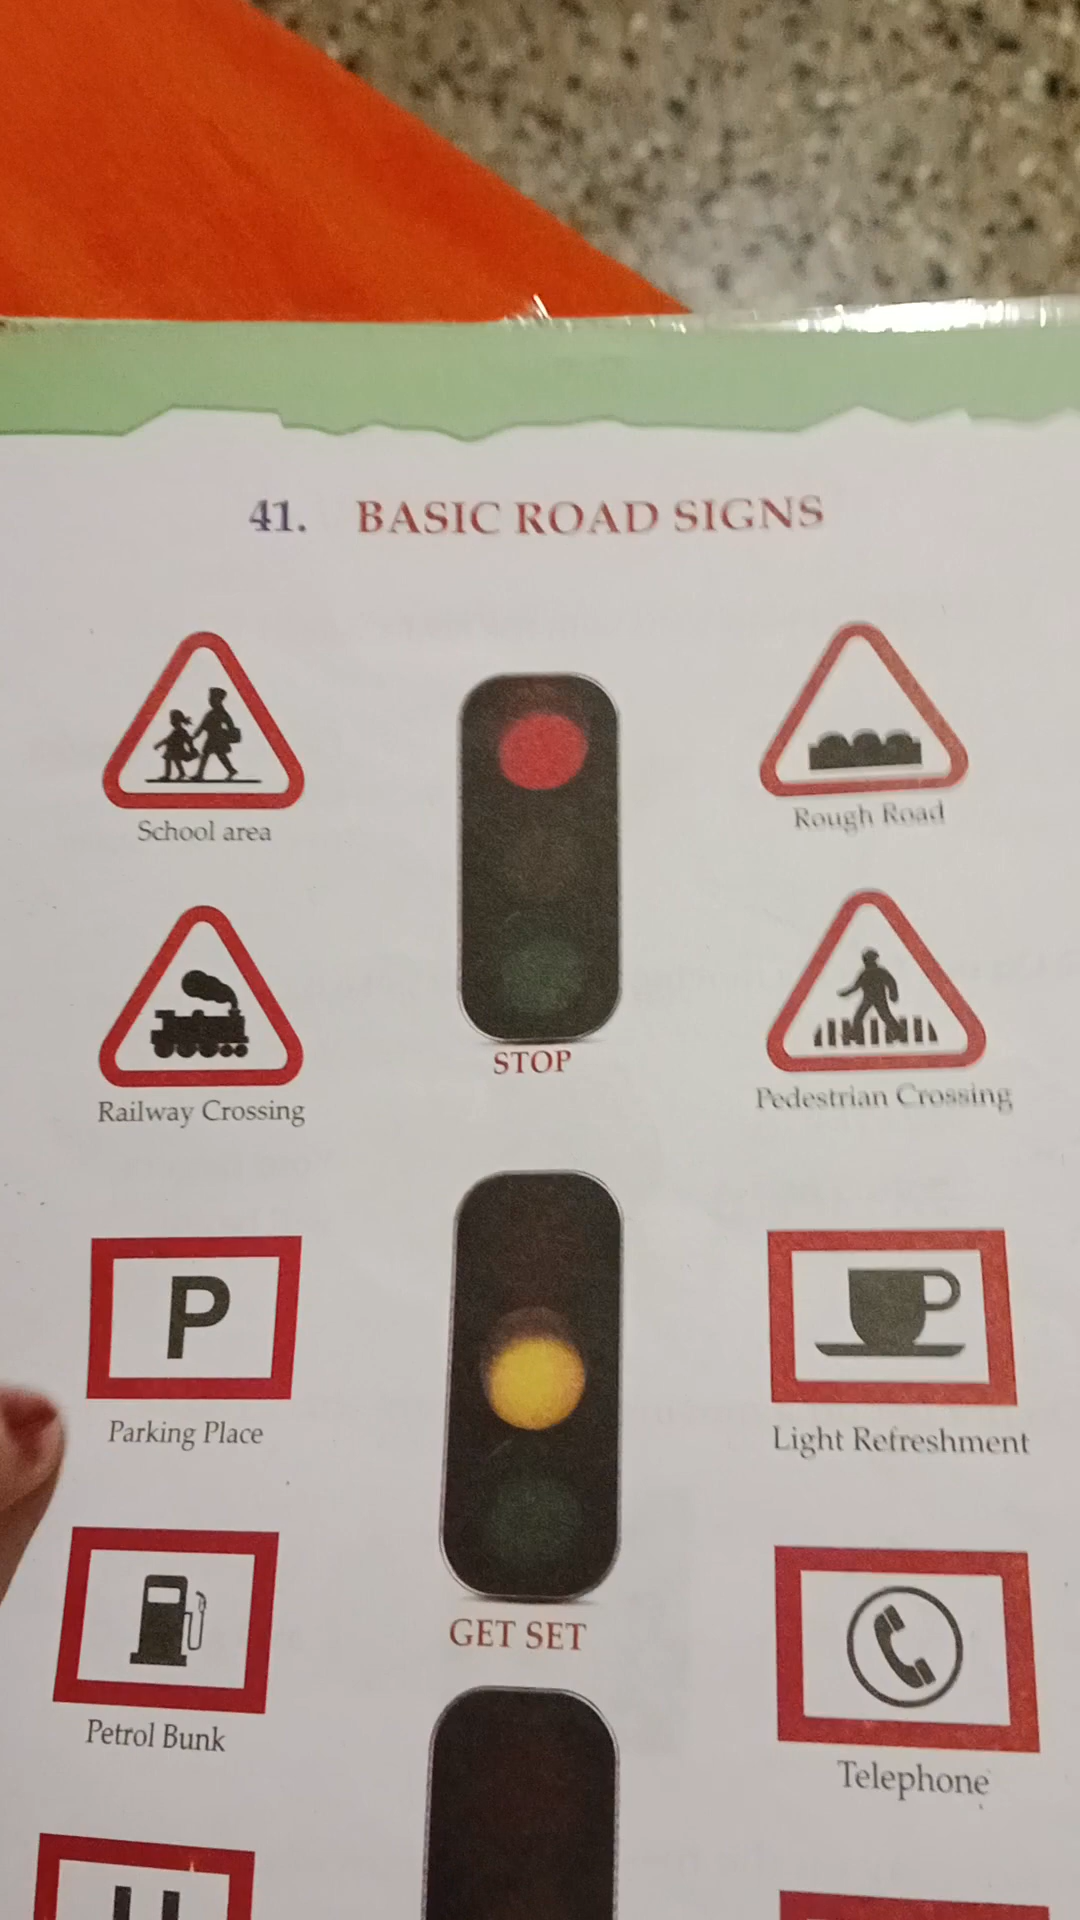 41. BASIC ROAD SIGNS
School area
Rough Road
STOP
Railway Crossing
Pedestrian Crossing
P
Parking Place
Light Refreshment
GET SET
Petrol Bunk
Telephone